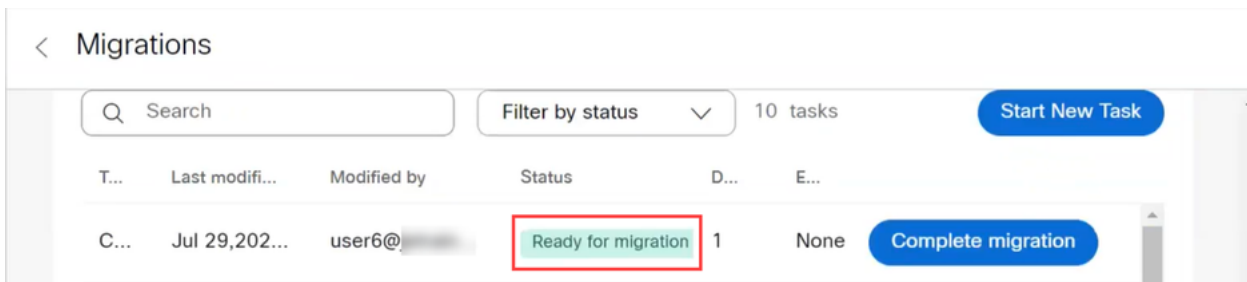 Migrations
Search Filter by status 10 tasks Start New Task
T... Last modifi... Modified by Status D... E...
C... Jul 29,202... user6@ Ready for migration 1 None Complete migration